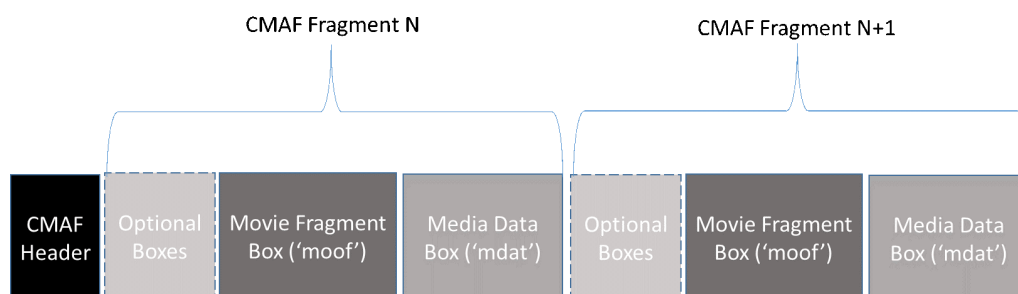 CMAF Fragment N
CMAF Fragment N+1
CMAF
Header
Optional
Boxes
Movie Fragment
Box (‘moof’)
Media Data
Box (‘mdat’)
Optional
Boxes
Movie Fragment
Box (‘moof’)
Media Data
Box (‘mdat’)